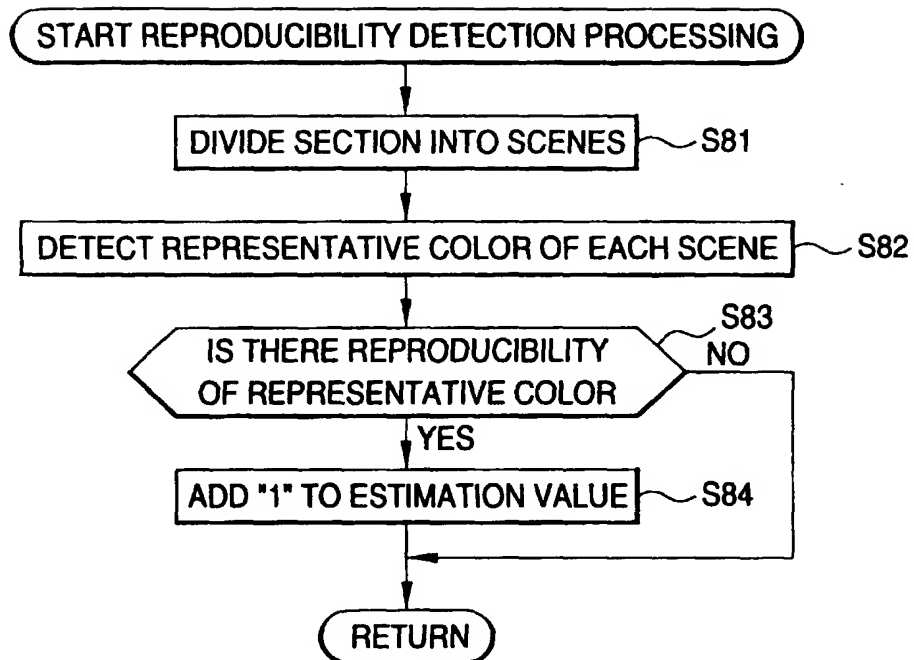 START REPRODUCIBILITY DETECTION PROCESSING
DIVIDE SECTION INTO SCENES
S81
DETECT REPRESENTATIVE COLOR OF EACH SCENE
S82
S83
IS THERE REPRODUCIBILITY
OF REPRESENTATIVE COLOR
NO
YES
ADD "1" TO ESTIMATION VALUE
S84
RETURN